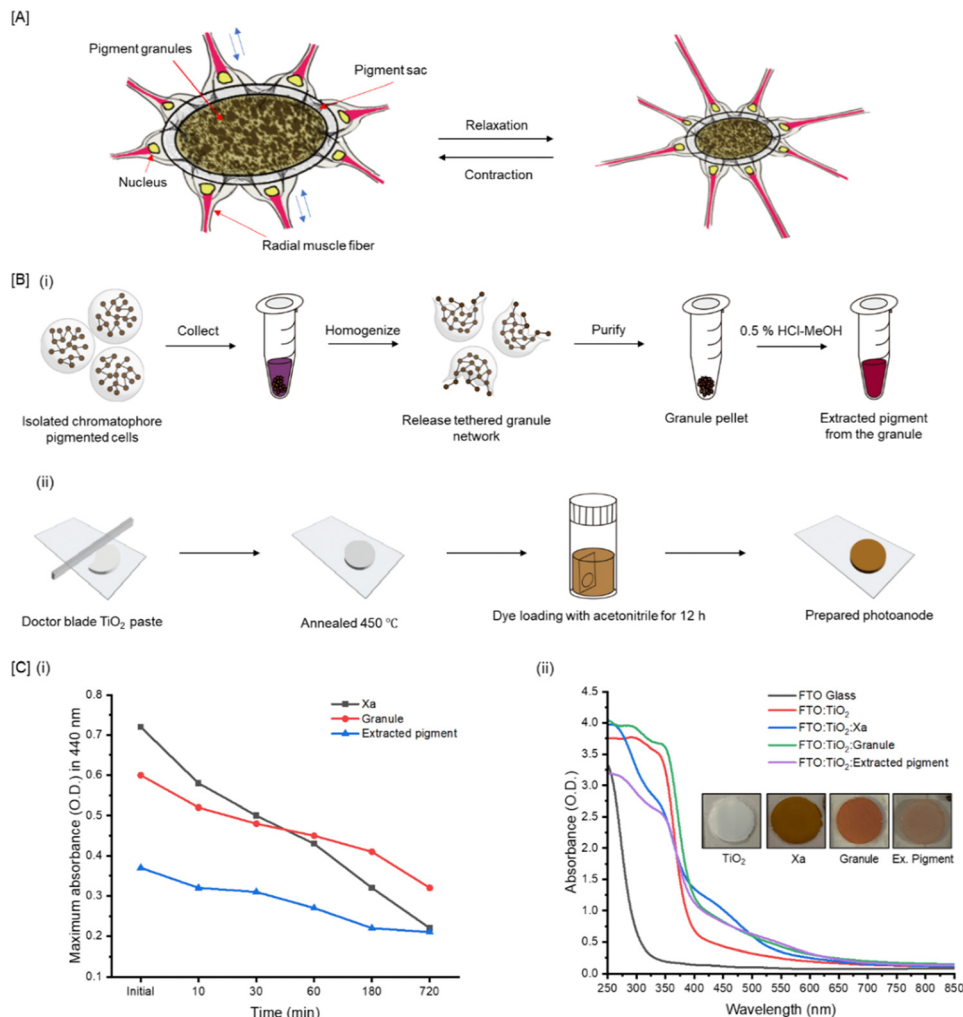 [A]
Pigment granules
Pigment sac
Nucleus
Radial muscle fiber
Relaxation
Contraction
[B] (i)
Collect
Homogenize
Purify
0.5 % HCl-MeOH
Isolated chromatophore
pigmented cells
Release tethered granule
network
Granule pellet
Extracted pigment
from the granule
(ii)
Doctor blade TiO₂ paste
Annealed 450 °C
Dye loading with acetonitrile for 12 h
Prepared photoanode
[C] (i)
Maximum absorbance (O.D.) in 440 nm
0.8
0.7
0.6
0.5
0.4
0.3
0.2
0.1
Xa
Granule
Extracted pigment
Initial 10 30 60 180 720
Time (min)
(ii)
Absorbance (O.D.)
4.5
4.0
3.5
3.0
2.5
2.0
1.5
1.0
0.5
0.0
FTO Glass
FTO:TiO₂
FTO:TiO₂:Xa
FTO:TiO₂:Granule
FTO:TiO₂:Extracted pigment
TiO₂ Xa Granule Ex. Pigment
250 300 350 400 450 500 550 600 650 700 750 800 850
Wavelength (nm)